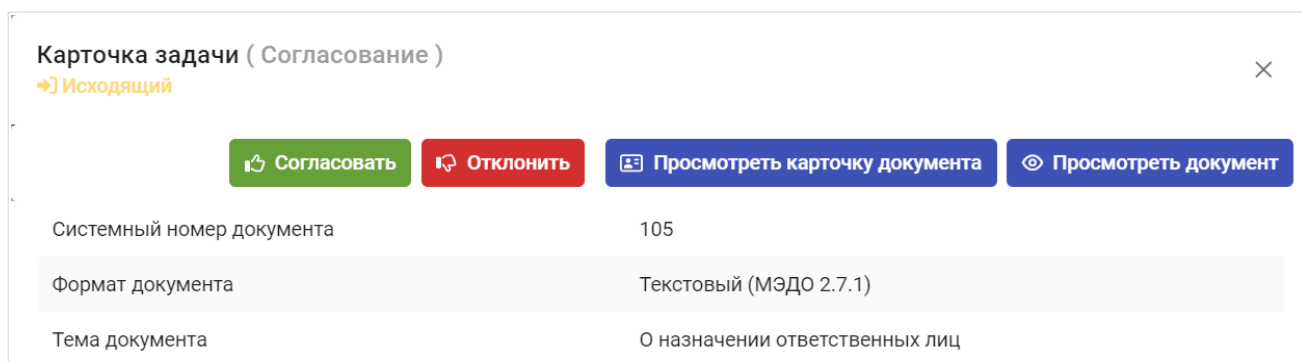 Карточка задачи ( Согласование )
Исходящий
Согласовать Отклонить Просмотреть карточку документа Просмотреть документ
Системный номер документа 105
Формат документа Текстовый (МЭДО 2.7.1)
Тема документа О назначении ответственных лиц